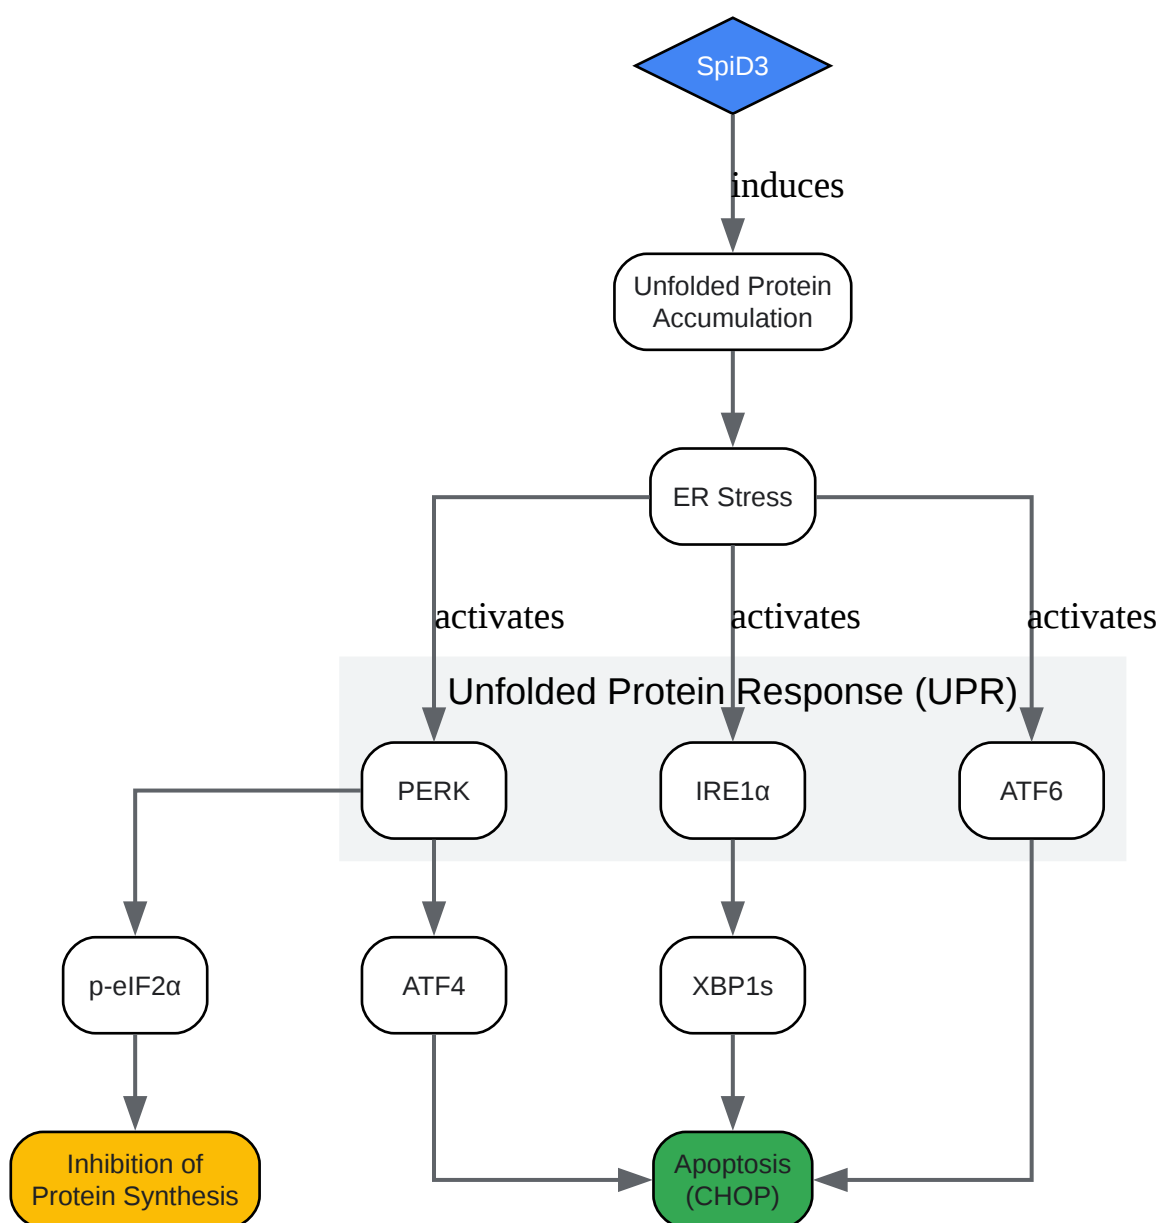 SpiD3
induces
Unfolded Protein
Accumulation
ER Stress
activates
activates
activates
Unfolded Protein Response (UPR)
PERK
IRE1α
ATF6
p-eIF2α
ATF4
XBP1s
Inhibition of
Protein Synthesis
Apoptosis
(CHOP)